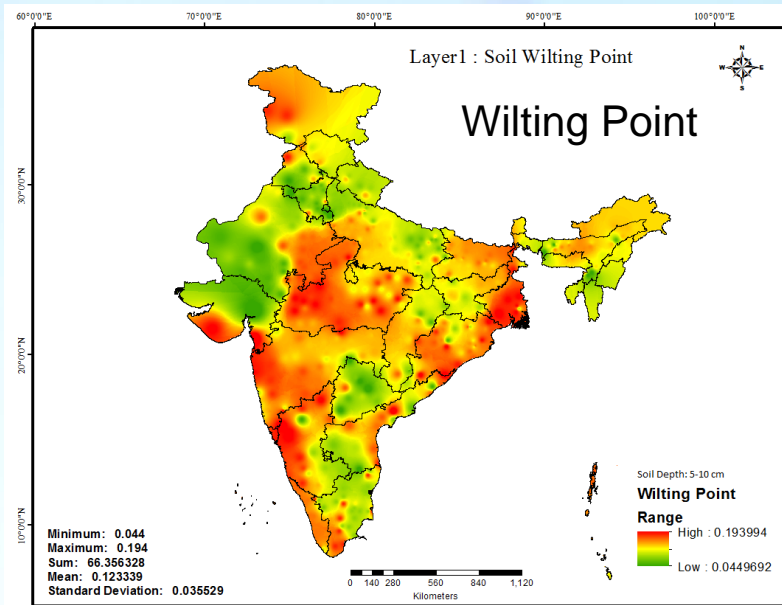 60°0'0"E 70°0'0"E 80°0'0"E 90°0'0"E 100°0'0"E
Layer1 : Soil Wilting Point
N
W E
S
Wilting Point
30°0'0"N
20°0'0"N
10°0'0"N
Soil Depth: 5-10 cm
Wilting Point
Range
High : 0.193994
Low : 0.0449692
Minimum: 0.044
Maximum: 0.194
Sum: 66.356328
Mean: 0.123339
Standard Deviation: 0.035529
0 140 280 560 840 1,120
Kilometers